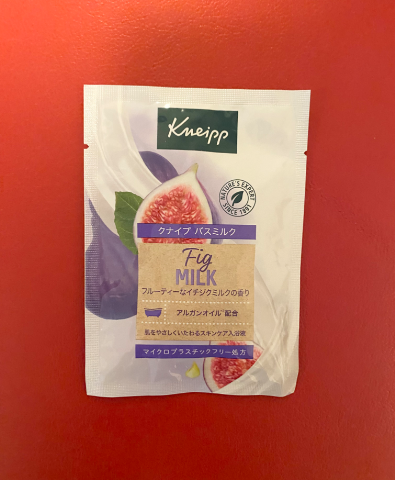 Kneipp
NATURE'S EXPERT
SINCE 1891
クナイプ バスミルク
Fig
MILK
フルーティーなイチジクミルクの香り
アルガンオイル*配合
肌をやさしくいたわるスキンケア入浴液
マイクロプラスチックフリー処方